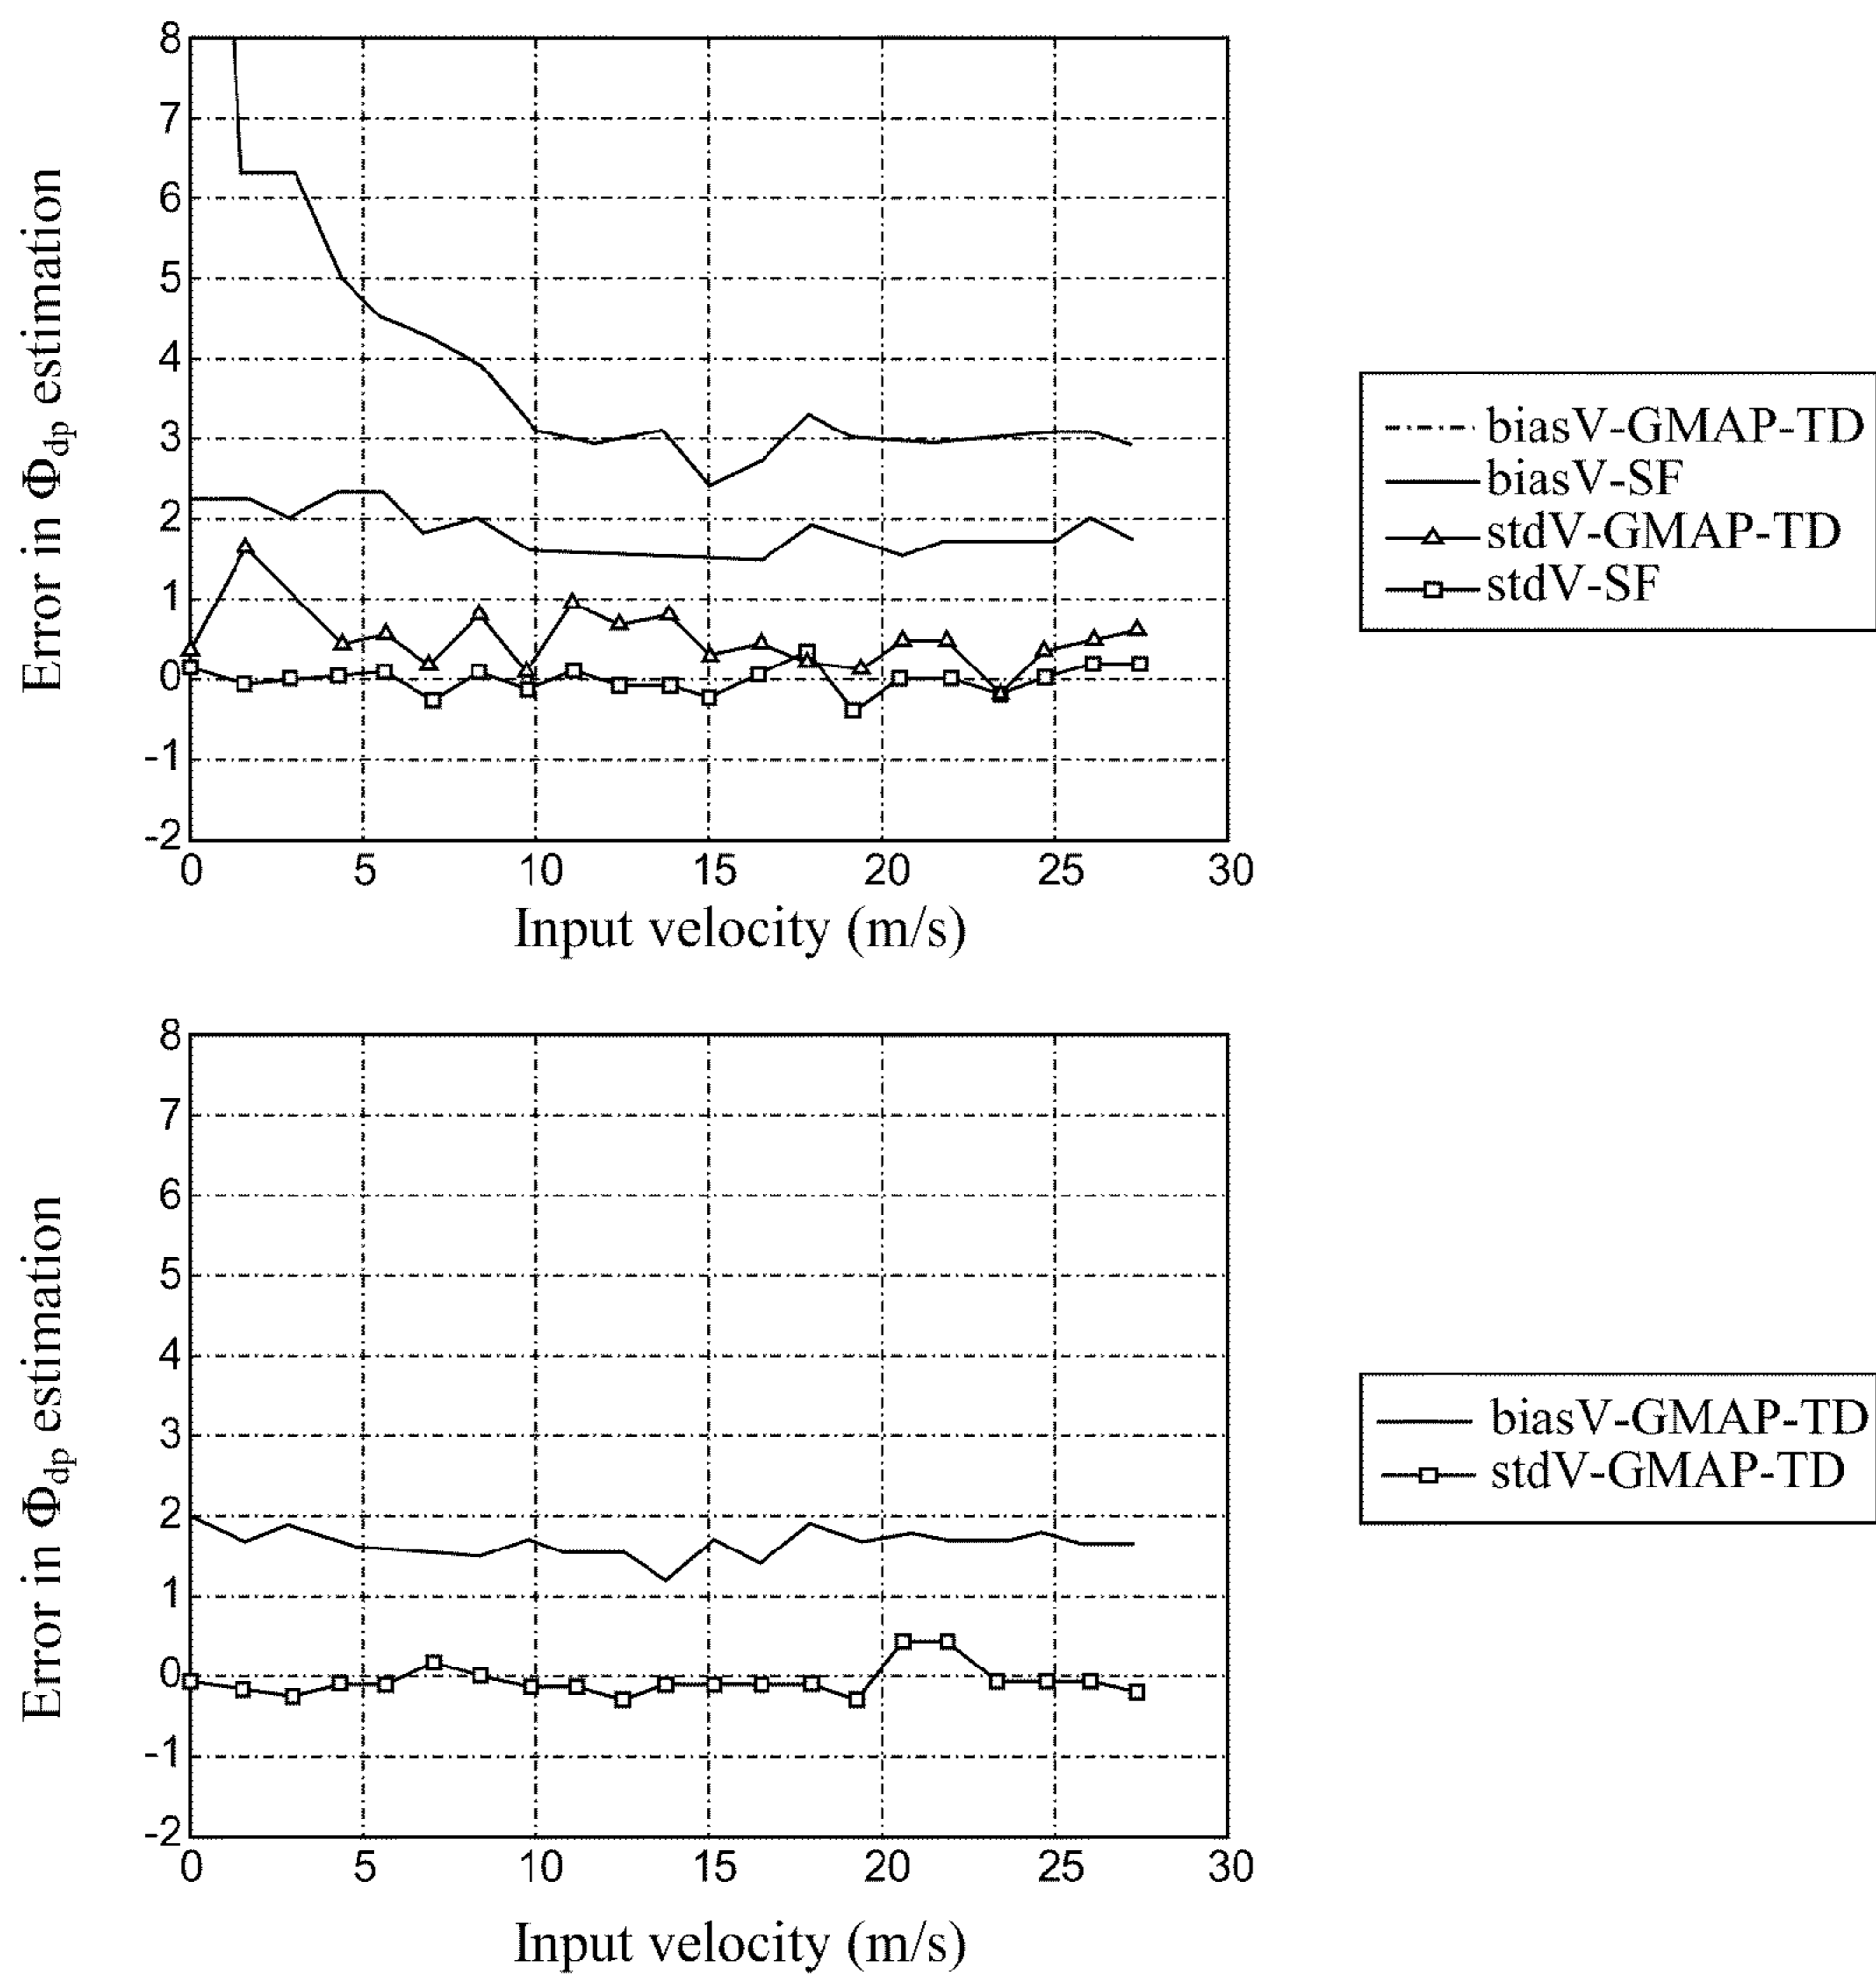 8
7
6
5
4
3
2
1
0
-1
-2
0 5 10 15 20 25 30
Error in Φdp estimation
Input velocity (m/s)
biasV-GMAP-TD
biasV-SF
stdV-GMAP-TD
stdV-SF
8
7
6
5
4
3
2
1
0
-1
-2
0 5 10 15 20 25 30
Error in Φdp estimation
Input velocity (m/s)
biasV-GMAP-TD
stdV-GMAP-TD